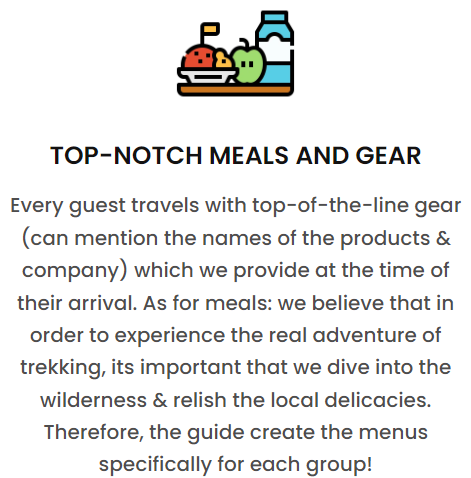 TOP-NOTCH MEALS AND GEAR
Every guest travels with top-of-the-line gear
(can mention the names of the products &
company) which we provide at the time of
their arrival. As for meals: we believe that in
order to experience the real adventure of
trekking, its important that we dive into the
wilderness & relish the local delicacies.
Therefore, the guide create the menus
specifically for each group!